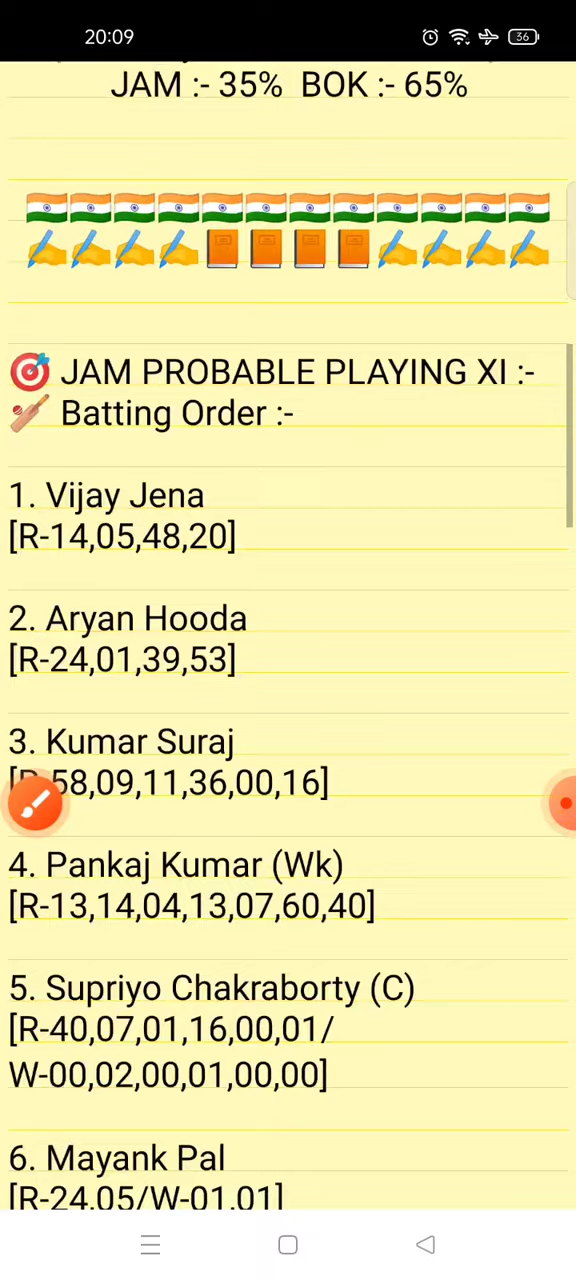 20:09
36
JAM :- 35% BOK :- 65%
JAM PROBABLE PLAYING XI :-
Batting Order :-
1. Vijay Jena
[R-14,05,48,20]
2. Aryan Hooda
[R-24,01,39,53]
3. Kumar Suraj
58,09,11,36,00,16]
4. Pankaj Kumar (Wk)
[R-13,14,04,13,07,60,40]
5. Supriyo Chakraborty (C)
[R-40,07,01,16,00,01/
W-00,02,00,01,00,00]
6. Mayank Pal
[R-24,05/W-01,01]